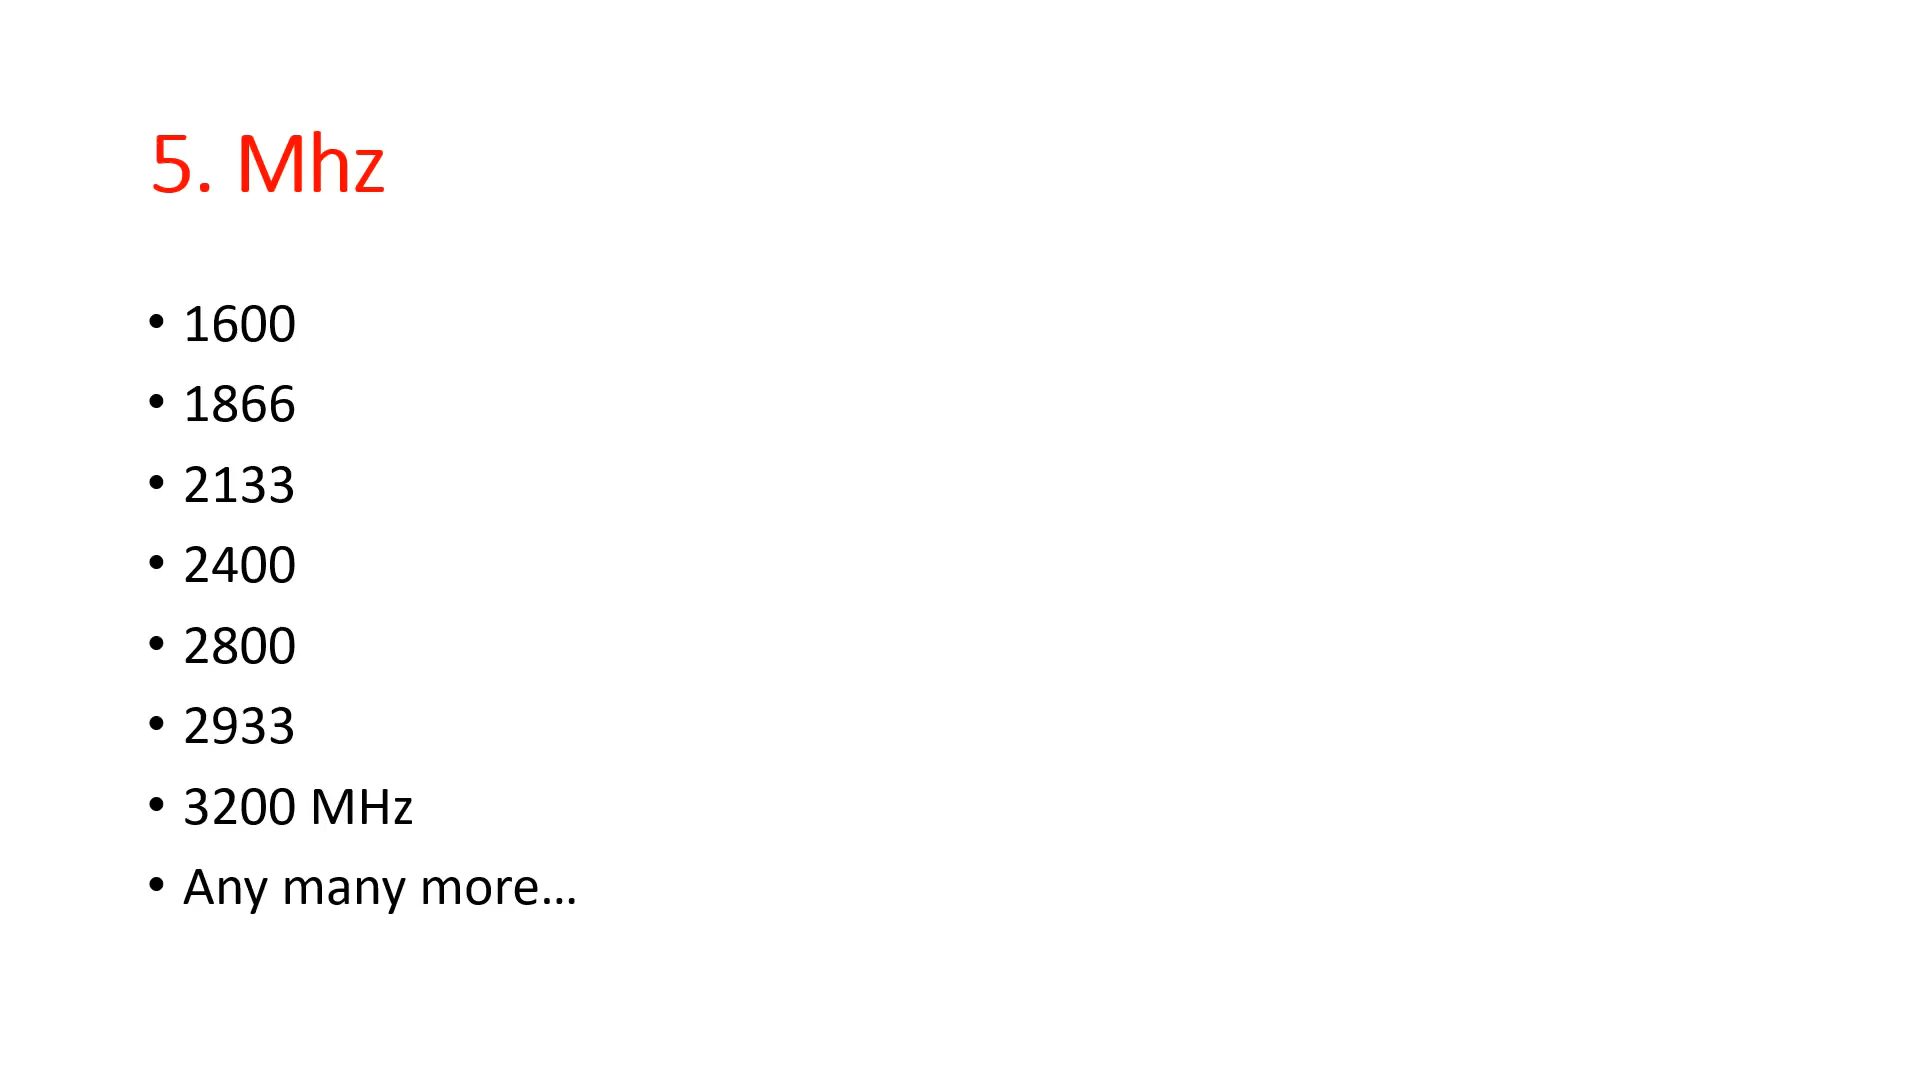 5. Mhz
• 1600
• 1866
• 2133
• 2400
• 2800
• 2933
• 3200 MHz
• Any many more...